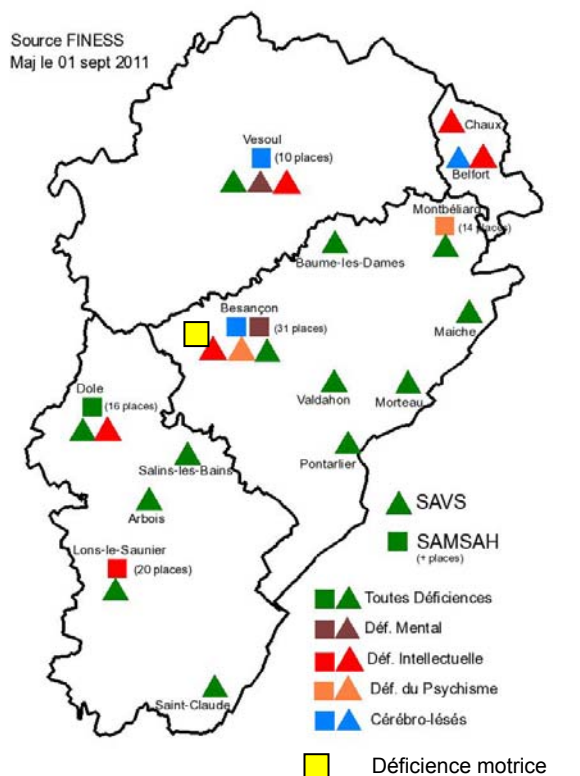 Source FINESS
Maj le 01 sept 2011
Chaux
Vesoul
(10 places)
Belfort
Montbéliard
(14 places)
Baume-les-Dames
Besançon
(31 places)
Maiche
Dole
(16 places)
Valdahon
Morteau
Pontarlier
Salins-les-Bains
Arbois
SAVS
SAMSAH
(+ places)
Lons-le-Saunier
(20 places)
Toutes Déficiences
Déf. Mental
Déf. Intellectuelle
Déf. du Psychisme
Saint-Claude
Cérébro-lésés
Déficience motrice